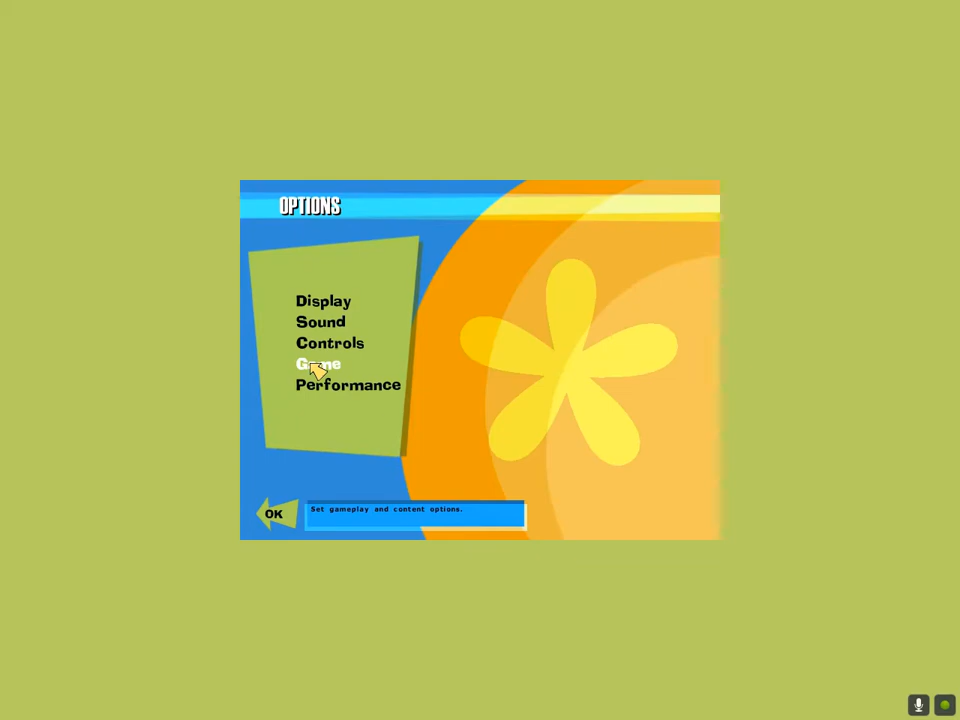 OPTIONS
Display
Sound
Controls
Game
Performance
OK
Set gameplay and content options.